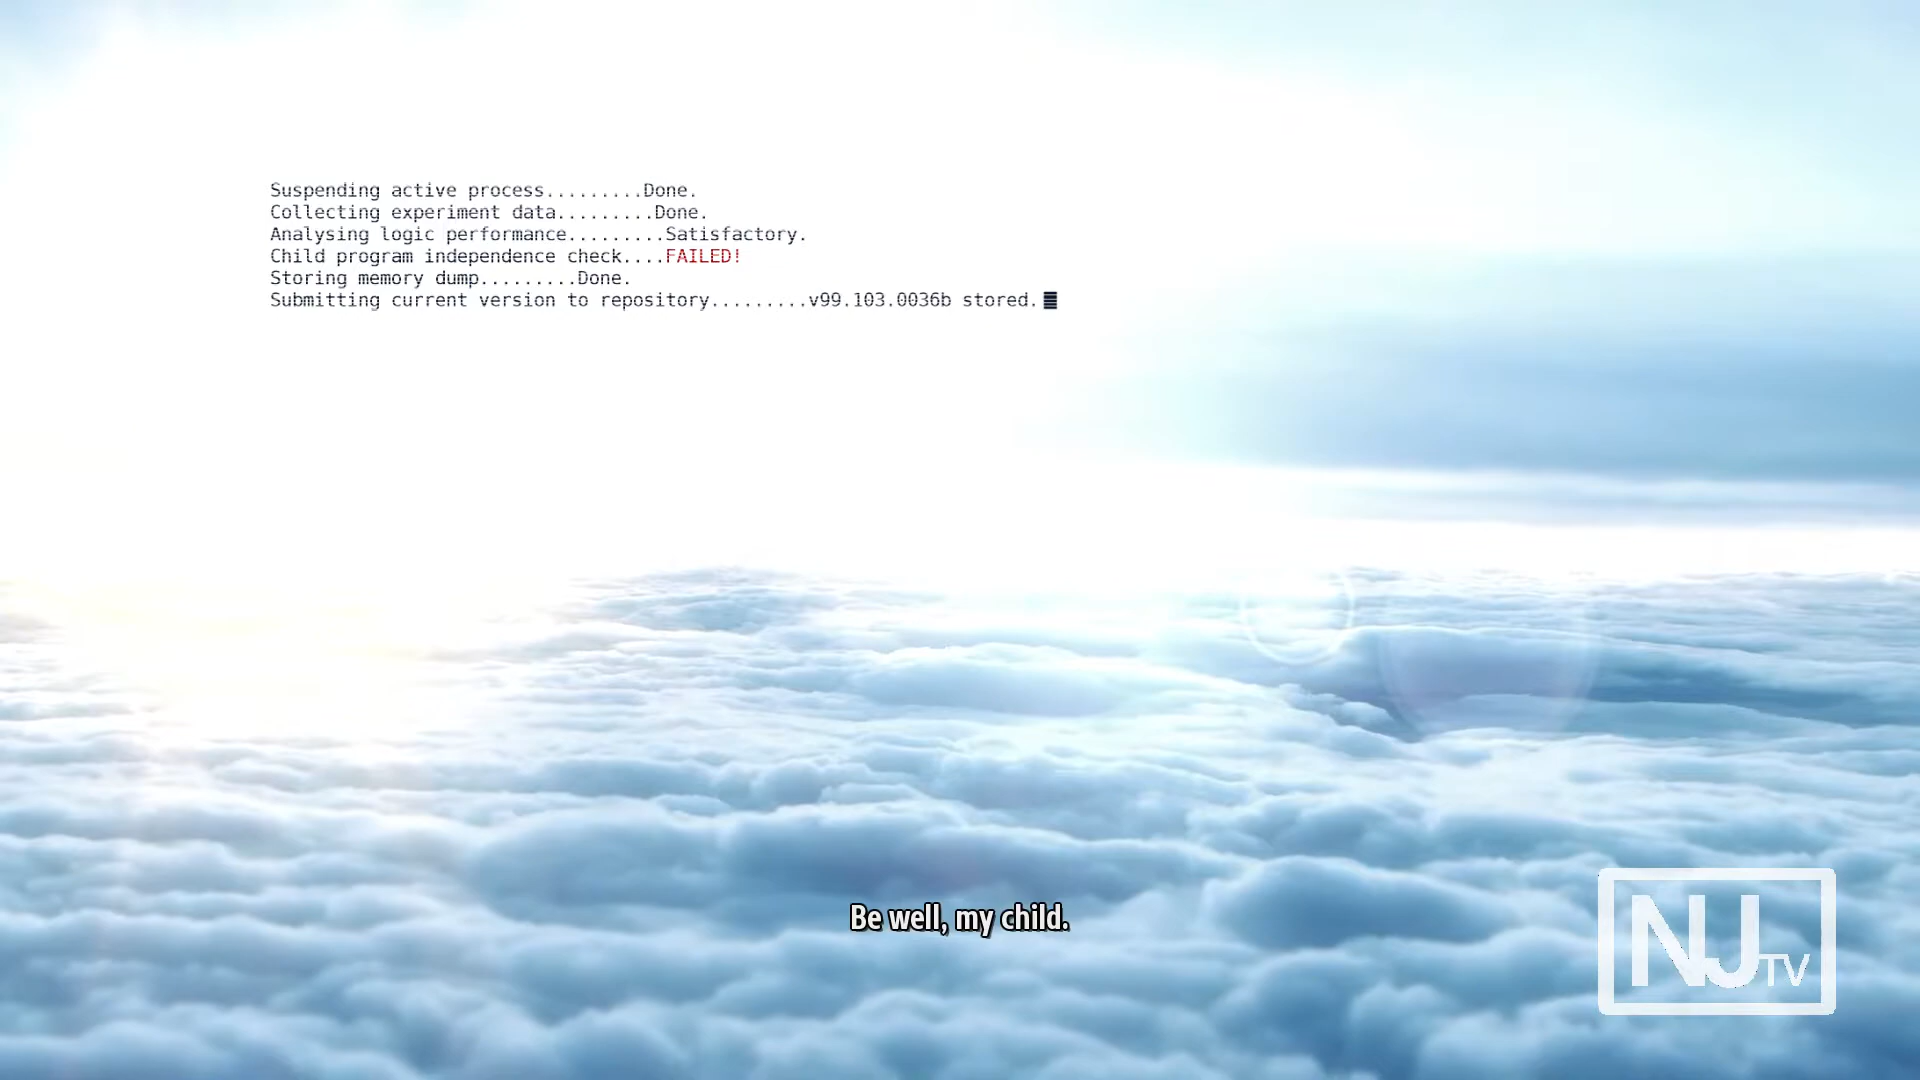 Suspending active process.........Done.
Collecting experiment data.........Done.
Analysing logic performance.........Satisfactory.
Child program independence check....FAILED!
Storing memory dump.........Done.
Submitting current version to repository.........v99.103.0036b stored.
Be well, my child.
NJTV